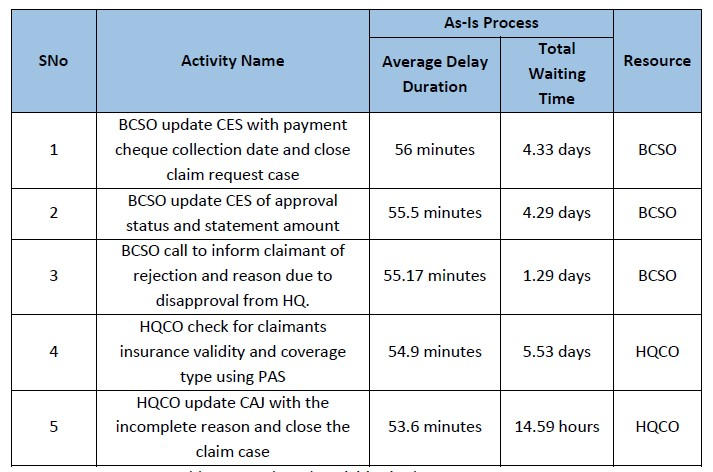 As-Is Process
SNo
Activity Name
Average Delay
Duration
Total
Waiting
Time
Resource
1
BCSO update CES with payment
cheque collection date and close
claim request case
56 minutes
4.33 days
BCSO
2
BCSO update CES of approval
status and statement amount
55.5 minutes
4.29 days
BCSO
3
BCSO call to inform claimant of
rejection and reason due to
disapproval from HQ.
55.17 minutes
1.29 days
BCSO
4
HQCO check for claimants
insurance validity and coverage
type using PAS
54.9 minutes
5.53 days
HQCO
5
HQCO update CAJ with the
incomplete reason and close the
claim case
53.6 minutes
14.59 hours
HQCO